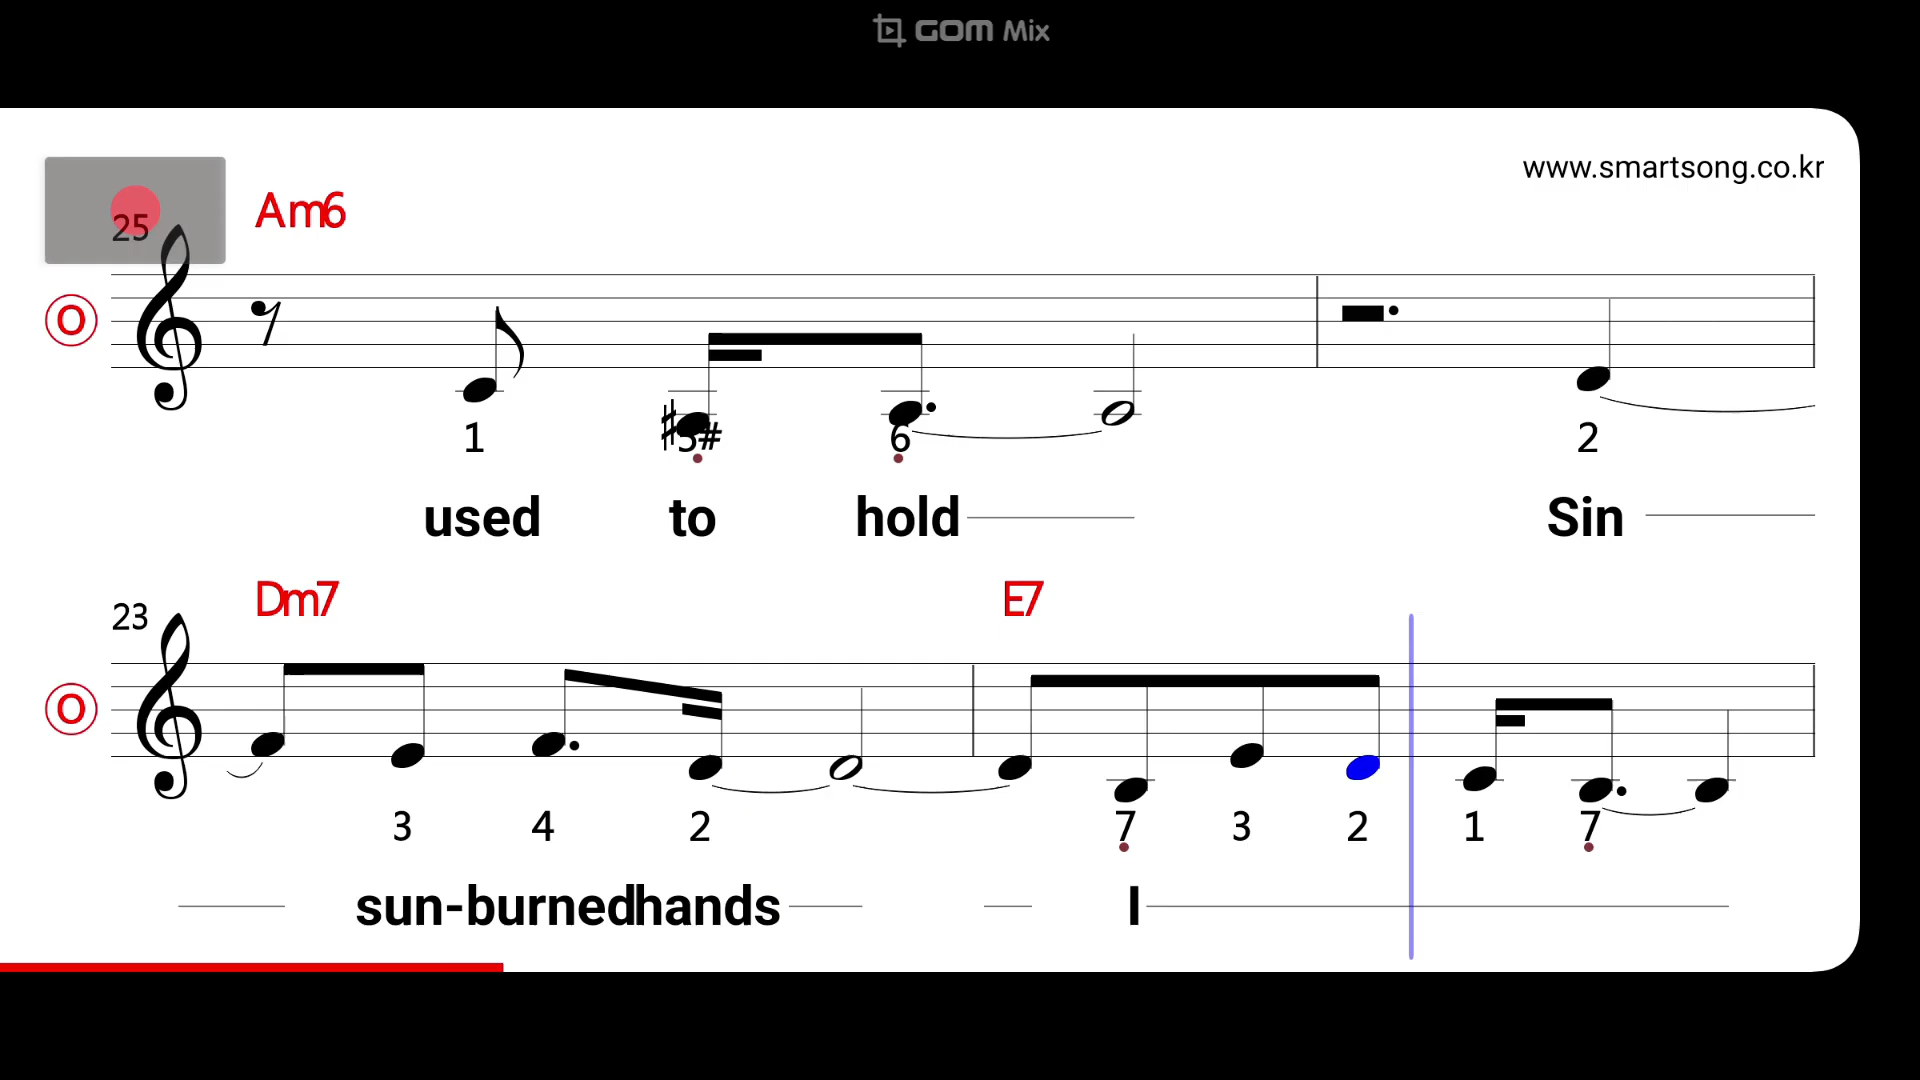 GOM Mix
www.smartsong.co.kr
25 Am6
O
1 5# 6 2
used to hold Sin
23 Dm7 E7
O
3 4 2 7 3 2 1 7
sun-burnedhands I